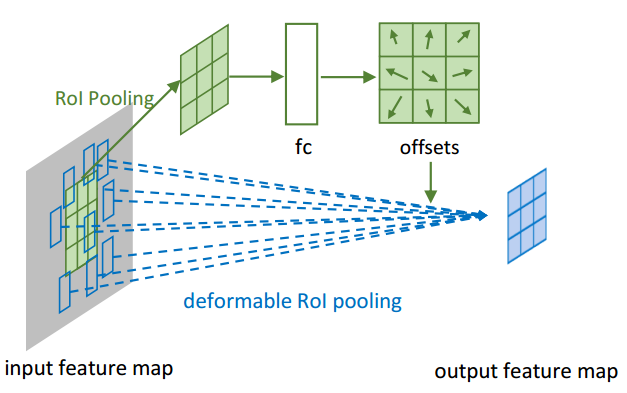 RoI Pooling
fc
offsets
deformable RoI pooling
input feature map
output feature map